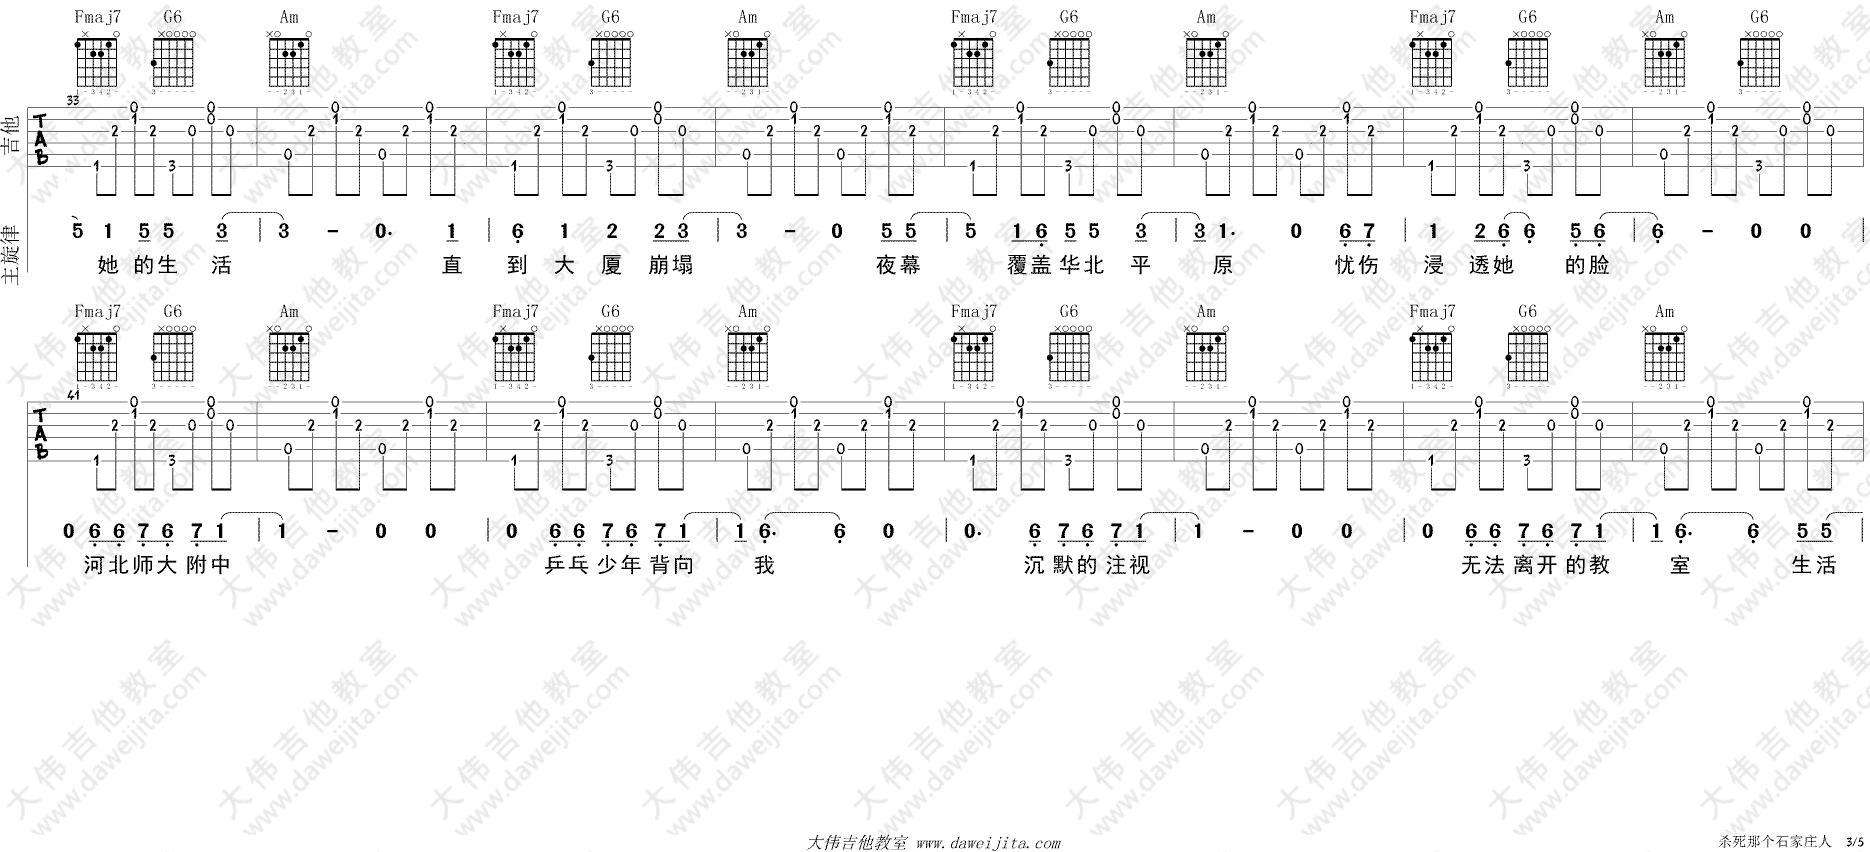 Fmaj7 G6 Am Fmaj7 G6 Am Fmaj7 G6 Am Fmaj7 G6 Am G6
33
吉他
TAB
主旋律
5 1 5 5 3 | 3 - 0. 1 | 6 1 2 2 3 | 3 - 0 5 5 | 5 1 6 5 5 3 | 3 1. 0 6 7 | 1 2 6 6 5 6 | 6 - 0 0 |
她 的生 活 直 到 大 厦 崩塌 夜幕 覆盖 华北 平 原 忧伤 浸 透她 的脸
Fmaj7 G6 Am Fmaj7 G6 Am Fmaj7 G6 Am Fmaj7 G6 Am
41
TAB
0 6 6 7 6 7 1 | 1 - 0 0 | 0 6 6 7 6 7 1 | 1 6. 6 0 | 0. 6 7 6 7 1 | 1 - 0 0 | 0 6 6 7 6 7 1 | 1 6. 6 5 5 |
河北 师大 附中 乒乓 少年 背向 我 沉 默的 注视 无法 离开 的教 室 生活
大伟吉他教室 www.daweijita.com
杀死那个石家庄人 3/5